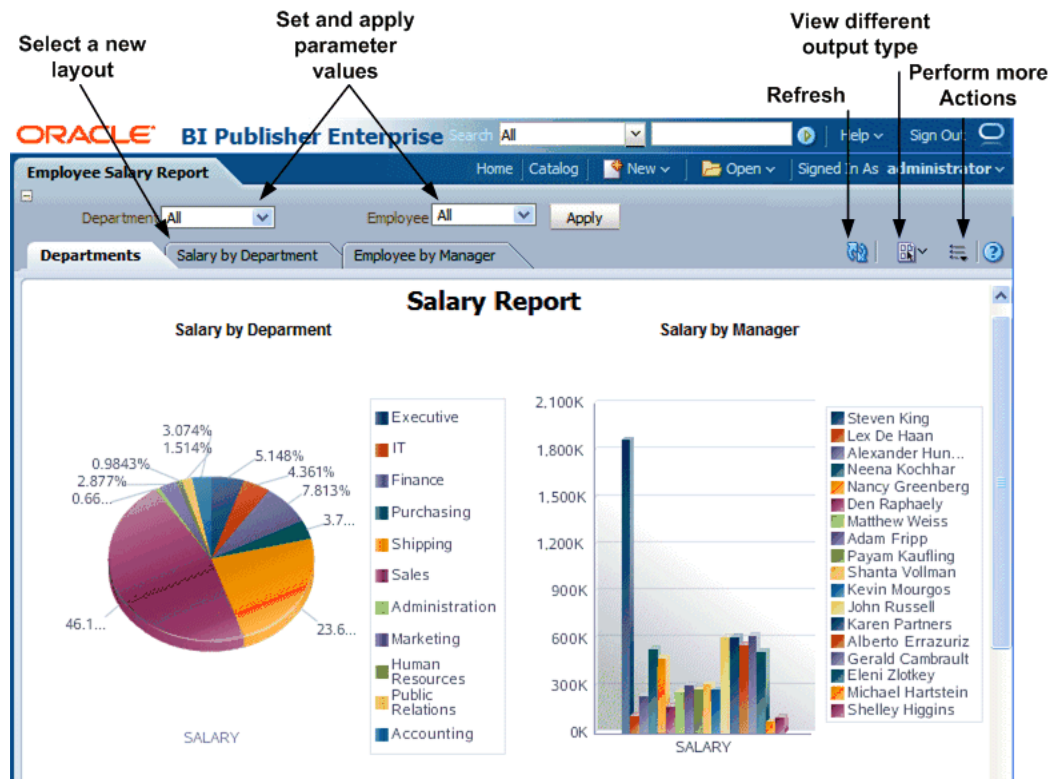 Select a new
layout
Set and apply
parameter
values
View different
output type
Refresh
Perform more
Actions
ORACLE BI Publisher Enterprise Search All Help Sign Out
Employee Salary Report Home Catalog New Open Signed In As administrator
Department All Employee All Apply
Departments Salary by Department Employee by Manager
Salary Report
Salary by Deparment
Salary by Manager
3.074%
1.514%
0.9843%
2.877%
0.66...
5.148%
4.361%
7.813%
3.7...
46.1...
23.6...
SALARY
Executive
IT
Finance
Purchasing
Shipping
Sales
Administration
Marketing
Human
Resources
Public
Relations
Accounting
2,100K
1,800K
1,500K
1,200K
900K
600K
300K
0K
SALARY
Steven King
Lex De Haan
Alexander Hun...
Neena Kochhar
Nancy Greenberg
Den Raphaely
Matthew Weiss
Adam Fripp
Payam Kaufling
Shanta Vollman
Kevin Mourgos
John Russell
Karen Partners
Alberto Errazuriz
Gerald Cambrault
Eleni Zlotkey
Michael Hartstein
Shelley Higgins